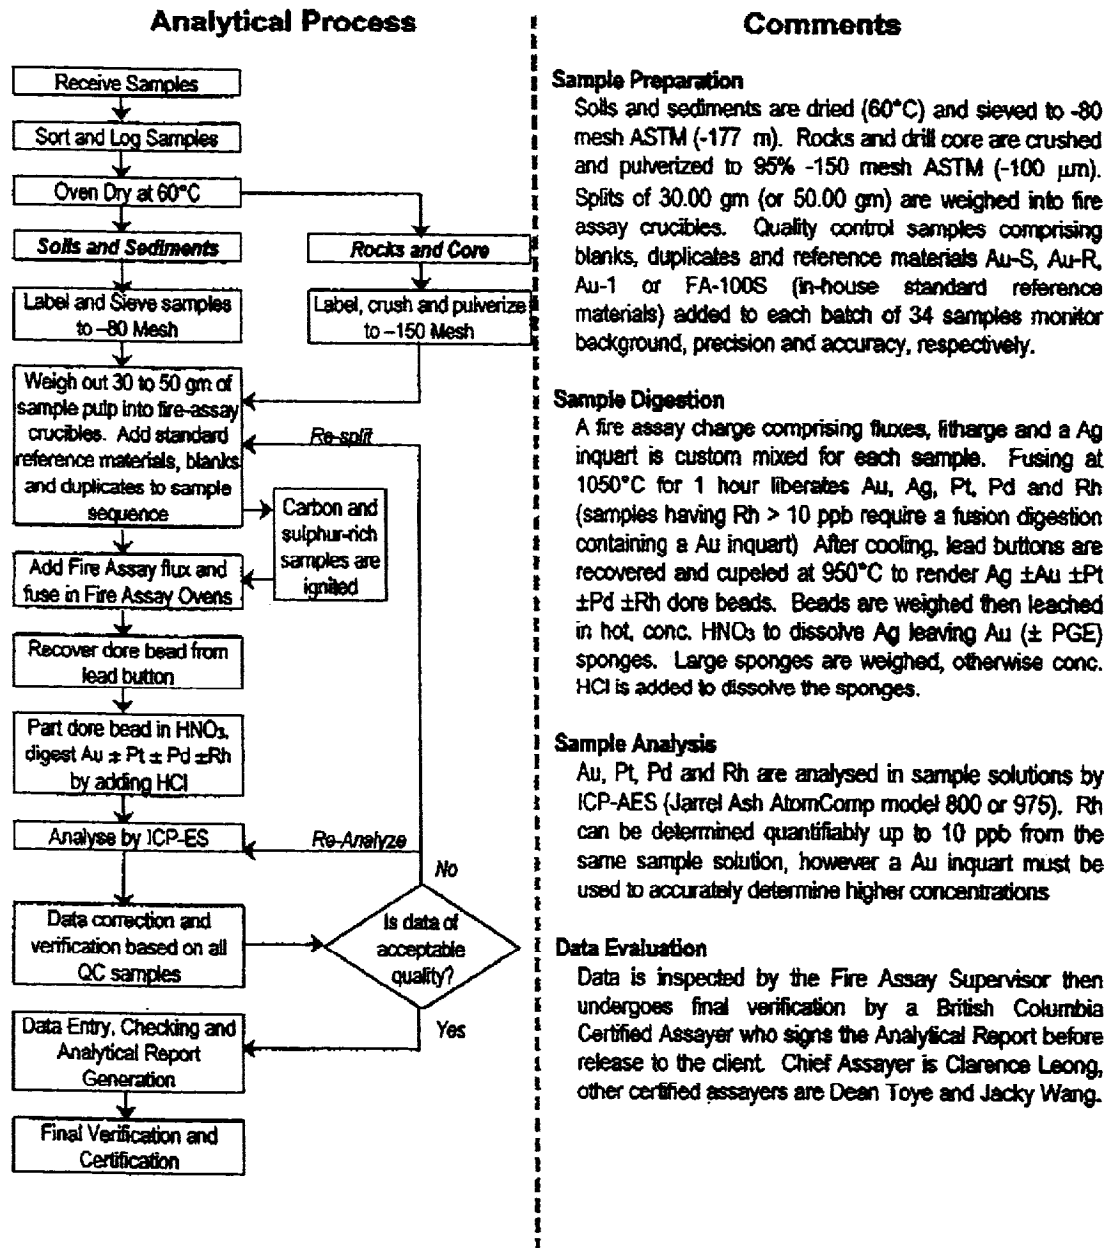 Analytical Process
Receive Samples
Sort and Log Samples
Oven Dry at 60°C
Soils and Sediments
Rocks and Core
Label and Sieve samples
to –80 Mesh
Label, crush and pulverize
to –150 Mesh
Weigh out 30 to 50 gm of
sample pulp into fire-assay
crucibles. Add standard
reference materials, blanks
and duplicates to sample
sequence
Re-split
Carbon and
sulphur-rich
samples are
ignited
Add Fire Assay flux and
fuse in Fire Assay Ovens
Recover dore bead from
lead button
Part dore bead in HNO₃,
digest Au ± Pt ± Pd ±Rh
by adding HCl
Analyse by ICP-ES
Re-Analyze
No
Data correction and
verification based on all
QC samples
Is data of
acceptable
quality?
Yes
Data Entry, Checking and
Analytical Report
Generation
Final Verification and
Certification
Comments
Sample Preparation
Soils and sediments are dried (60°C) and sieved to -80
mesh ASTM (-177 m). Rocks and drill core are crushed
and pulverized to 95% -150 mesh ASTM (-100 µm).
Splits of 30.00 gm (or 50.00 gm) are weighed into fire
assay crucibles. Quality control samples comprising
blanks, duplicates and reference materials Au-S, Au-R,
Au-1 or FA-100S (in-house standard reference
materials) added to each batch of 34 samples monitor
background, precision and accuracy, respectively.
Sample Digestion
A fire assay charge comprising fluxes, litharge and a Ag
inquart is custom mixed for each sample. Fusing at
1050°C for 1 hour liberates Au, Ag, Pt, Pd and Rh
(samples having Rh > 10 ppb require a fusion digestion
containing a Au inquart) After cooling, lead buttons are
recovered and cupeled at 950°C to render Ag ±Au ±Pt
±Pd ±Rh dore beads. Beads are weighed then leached
in hot, conc. HNO₃ to dissolve Ag leaving Au (± PGE)
sponges. Large sponges are weighed, otherwise conc.
HCl is added to dissolve the sponges.
Sample Analysis
Au, Pt, Pd and Rh are analysed in sample solutions by
ICP-AES (Jarrel Ash AtomComp model 800 or 975). Rh
can be determined quantifiably up to 10 ppb from the
same sample solution, however a Au inquart must be
used to accurately determine higher concentrations
Data Evaluation
Data is inspected by the Fire Assay Supervisor then
undergoes final verification by a British Columbia
Certified Assayer who signs the Analytical Report before
release to the client. Chief Assayer is Clarence Leong,
other certified assayers are Dean Toye and Jacky Wang.